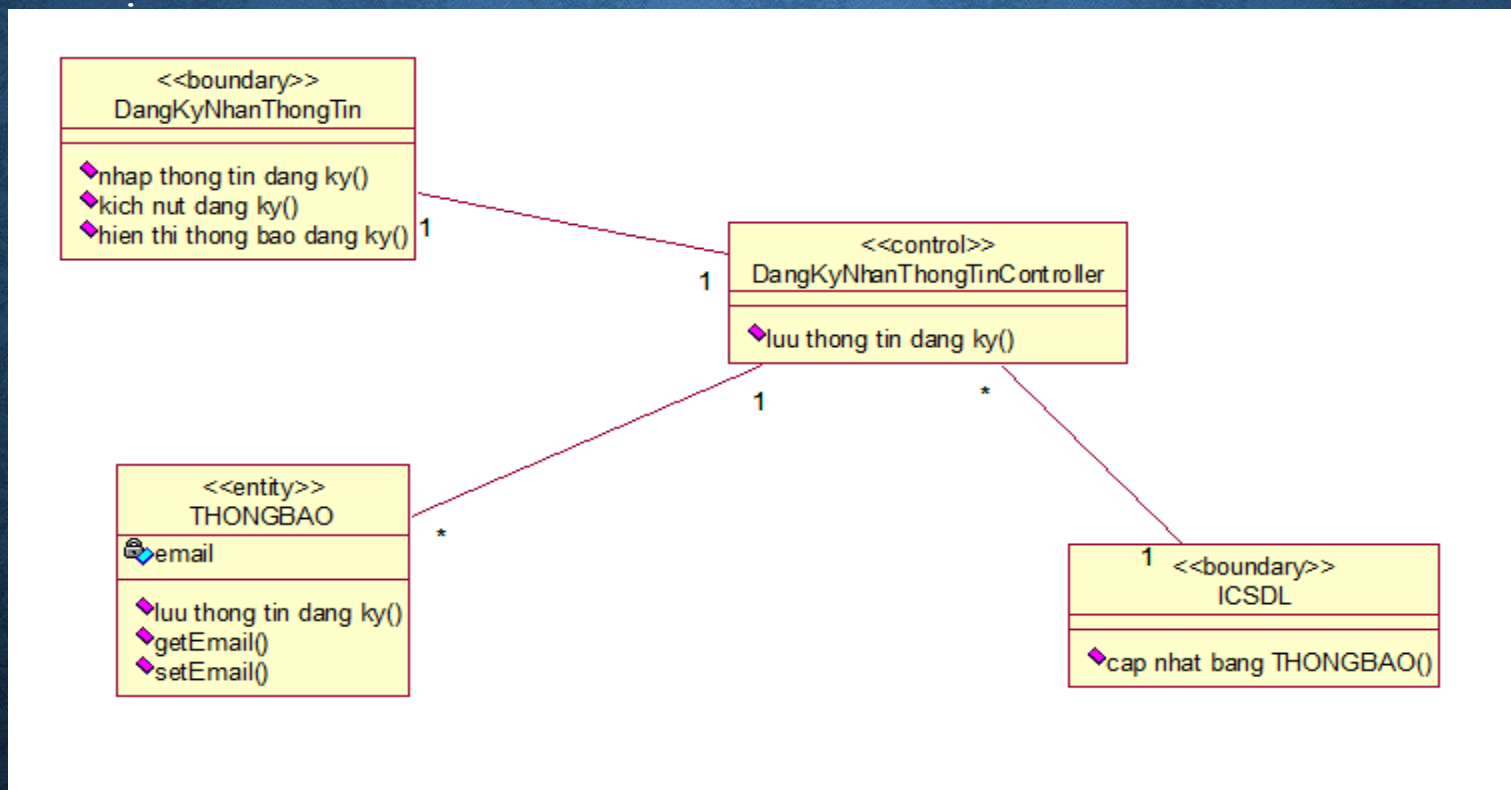 <<boundary>>
DangKyNhanThongTin
nhap thong tin dang ky()
kich nut dang ky()
hien thi thong bao dang ky()
1
1
<<control>>
DangKyNhanThongTinController
luu thong tin dang ky()
1
*
<<entity>>
THONGBAO
email
luu thong tin dang ky()
getEmail()
setEmail()
*
1
<<boundary>>
ICSDL
cap nhat bang THONGBAO()